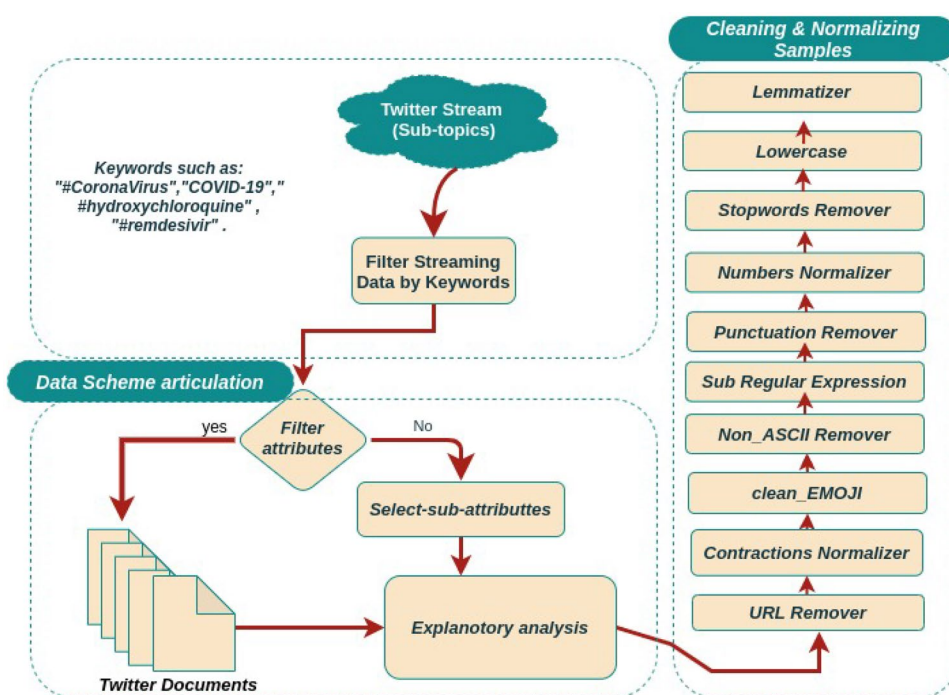 Cleaning & Normalizing
Samples
Twitter Stream
(Sub-topics)
Keywords such as:
"#CoronaVirus","COVID-19","
#hydroxychloroquine" ,
"#remdesivir" .
Filter Streaming
Data by Keywords
Data Scheme articulation
Filter
attributes
yes
No
Select-sub-attributtes
Explanotory analysis
Twitter Documents
Lemmatizer
Lowercase
Stopwords Remover
Numbers Normalizer
Punctuation Remover
Sub Regular Expression
Non_ASCII Remover
clean_EMOJI
Contractions Normalizer
URL Remover